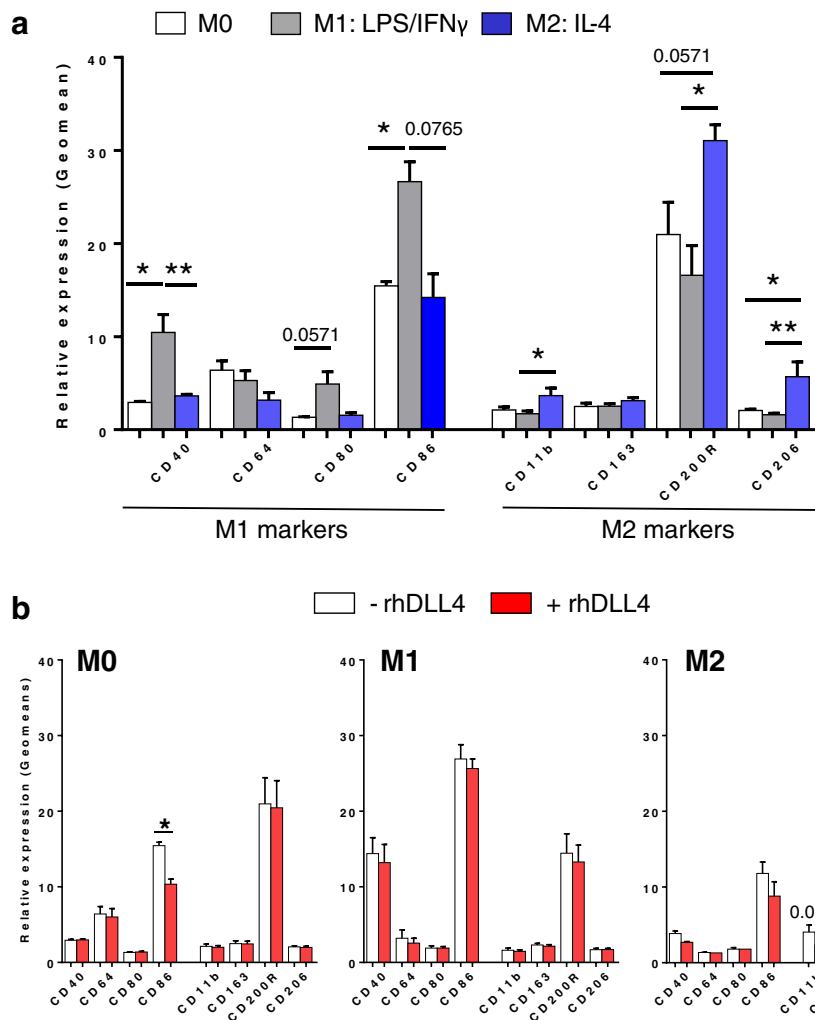 a
M0 M1: LPS/IFNγ M2: IL-4
Relative expression (Geomean)
40
30
20
10
0
* **
0.0571
* 0.0765
*
0.0571
*
*
**
CD40 CD64 CD80 CD86 CD11b CD163 CD200R CD206
M1 markers M2 markers
b
- rhDLL4 + rhDLL4
Relative expression (Geomeans)
M0
40
30
20
10
0
*
CD40 CD64 CD80 CD86 CD11b CD163 CD200R CD206
M1
40
30
20
10
0
CD40 CD64 CD80 CD86 CD11b CD163 CD200R CD206
M2
40
30
20
10
0
CD40 CD64 CD80 CD86